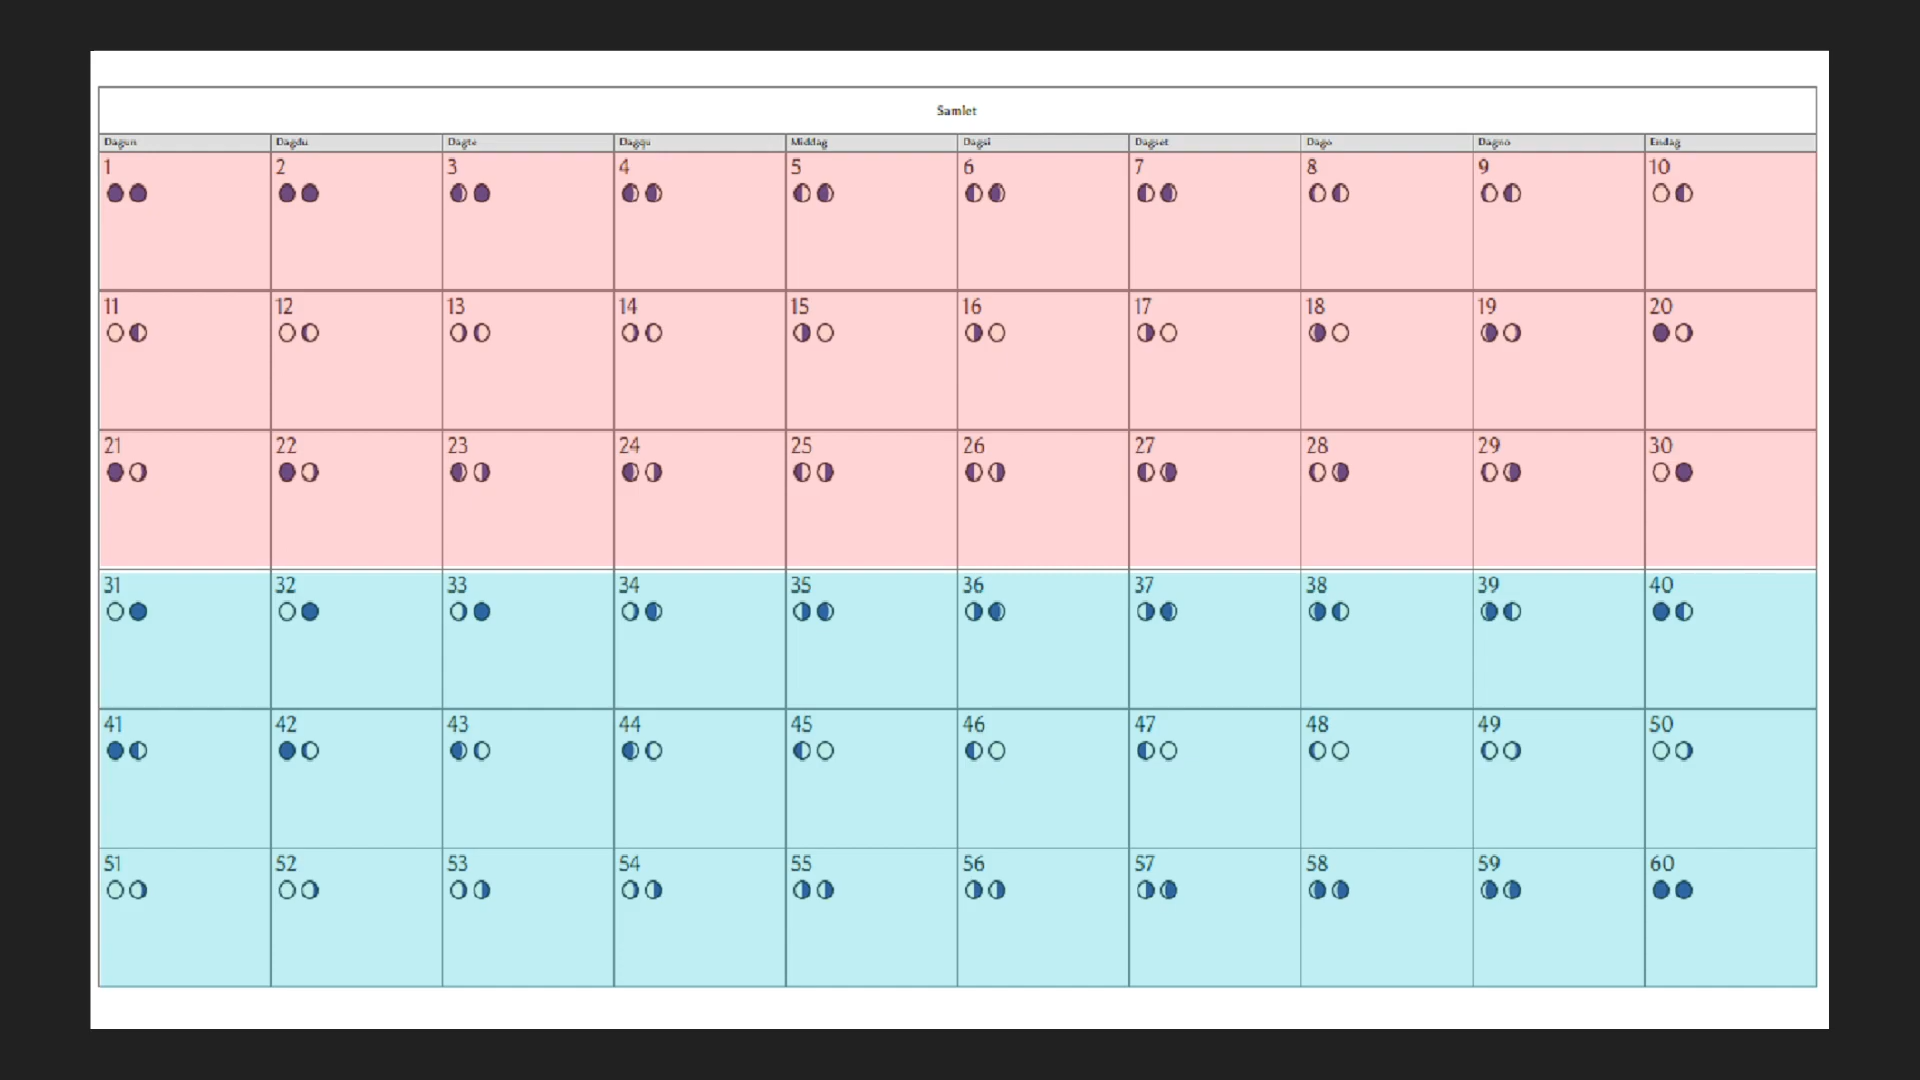 Samlet
Dagun Dagdu Dagte Dagqu Middag Dagsi Dagset Dago Dagno Endag
1 2 3 4 5 6 7 8 9 10
11 12 13 14 15 16 17 18 19 20
21 22 23 24 25 26 27 28 29 30
31 32 33 34 35 36 37 38 39 40
41 42 43 44 45 46 47 48 49 50
51 52 53 54 55 56 57 58 59 60